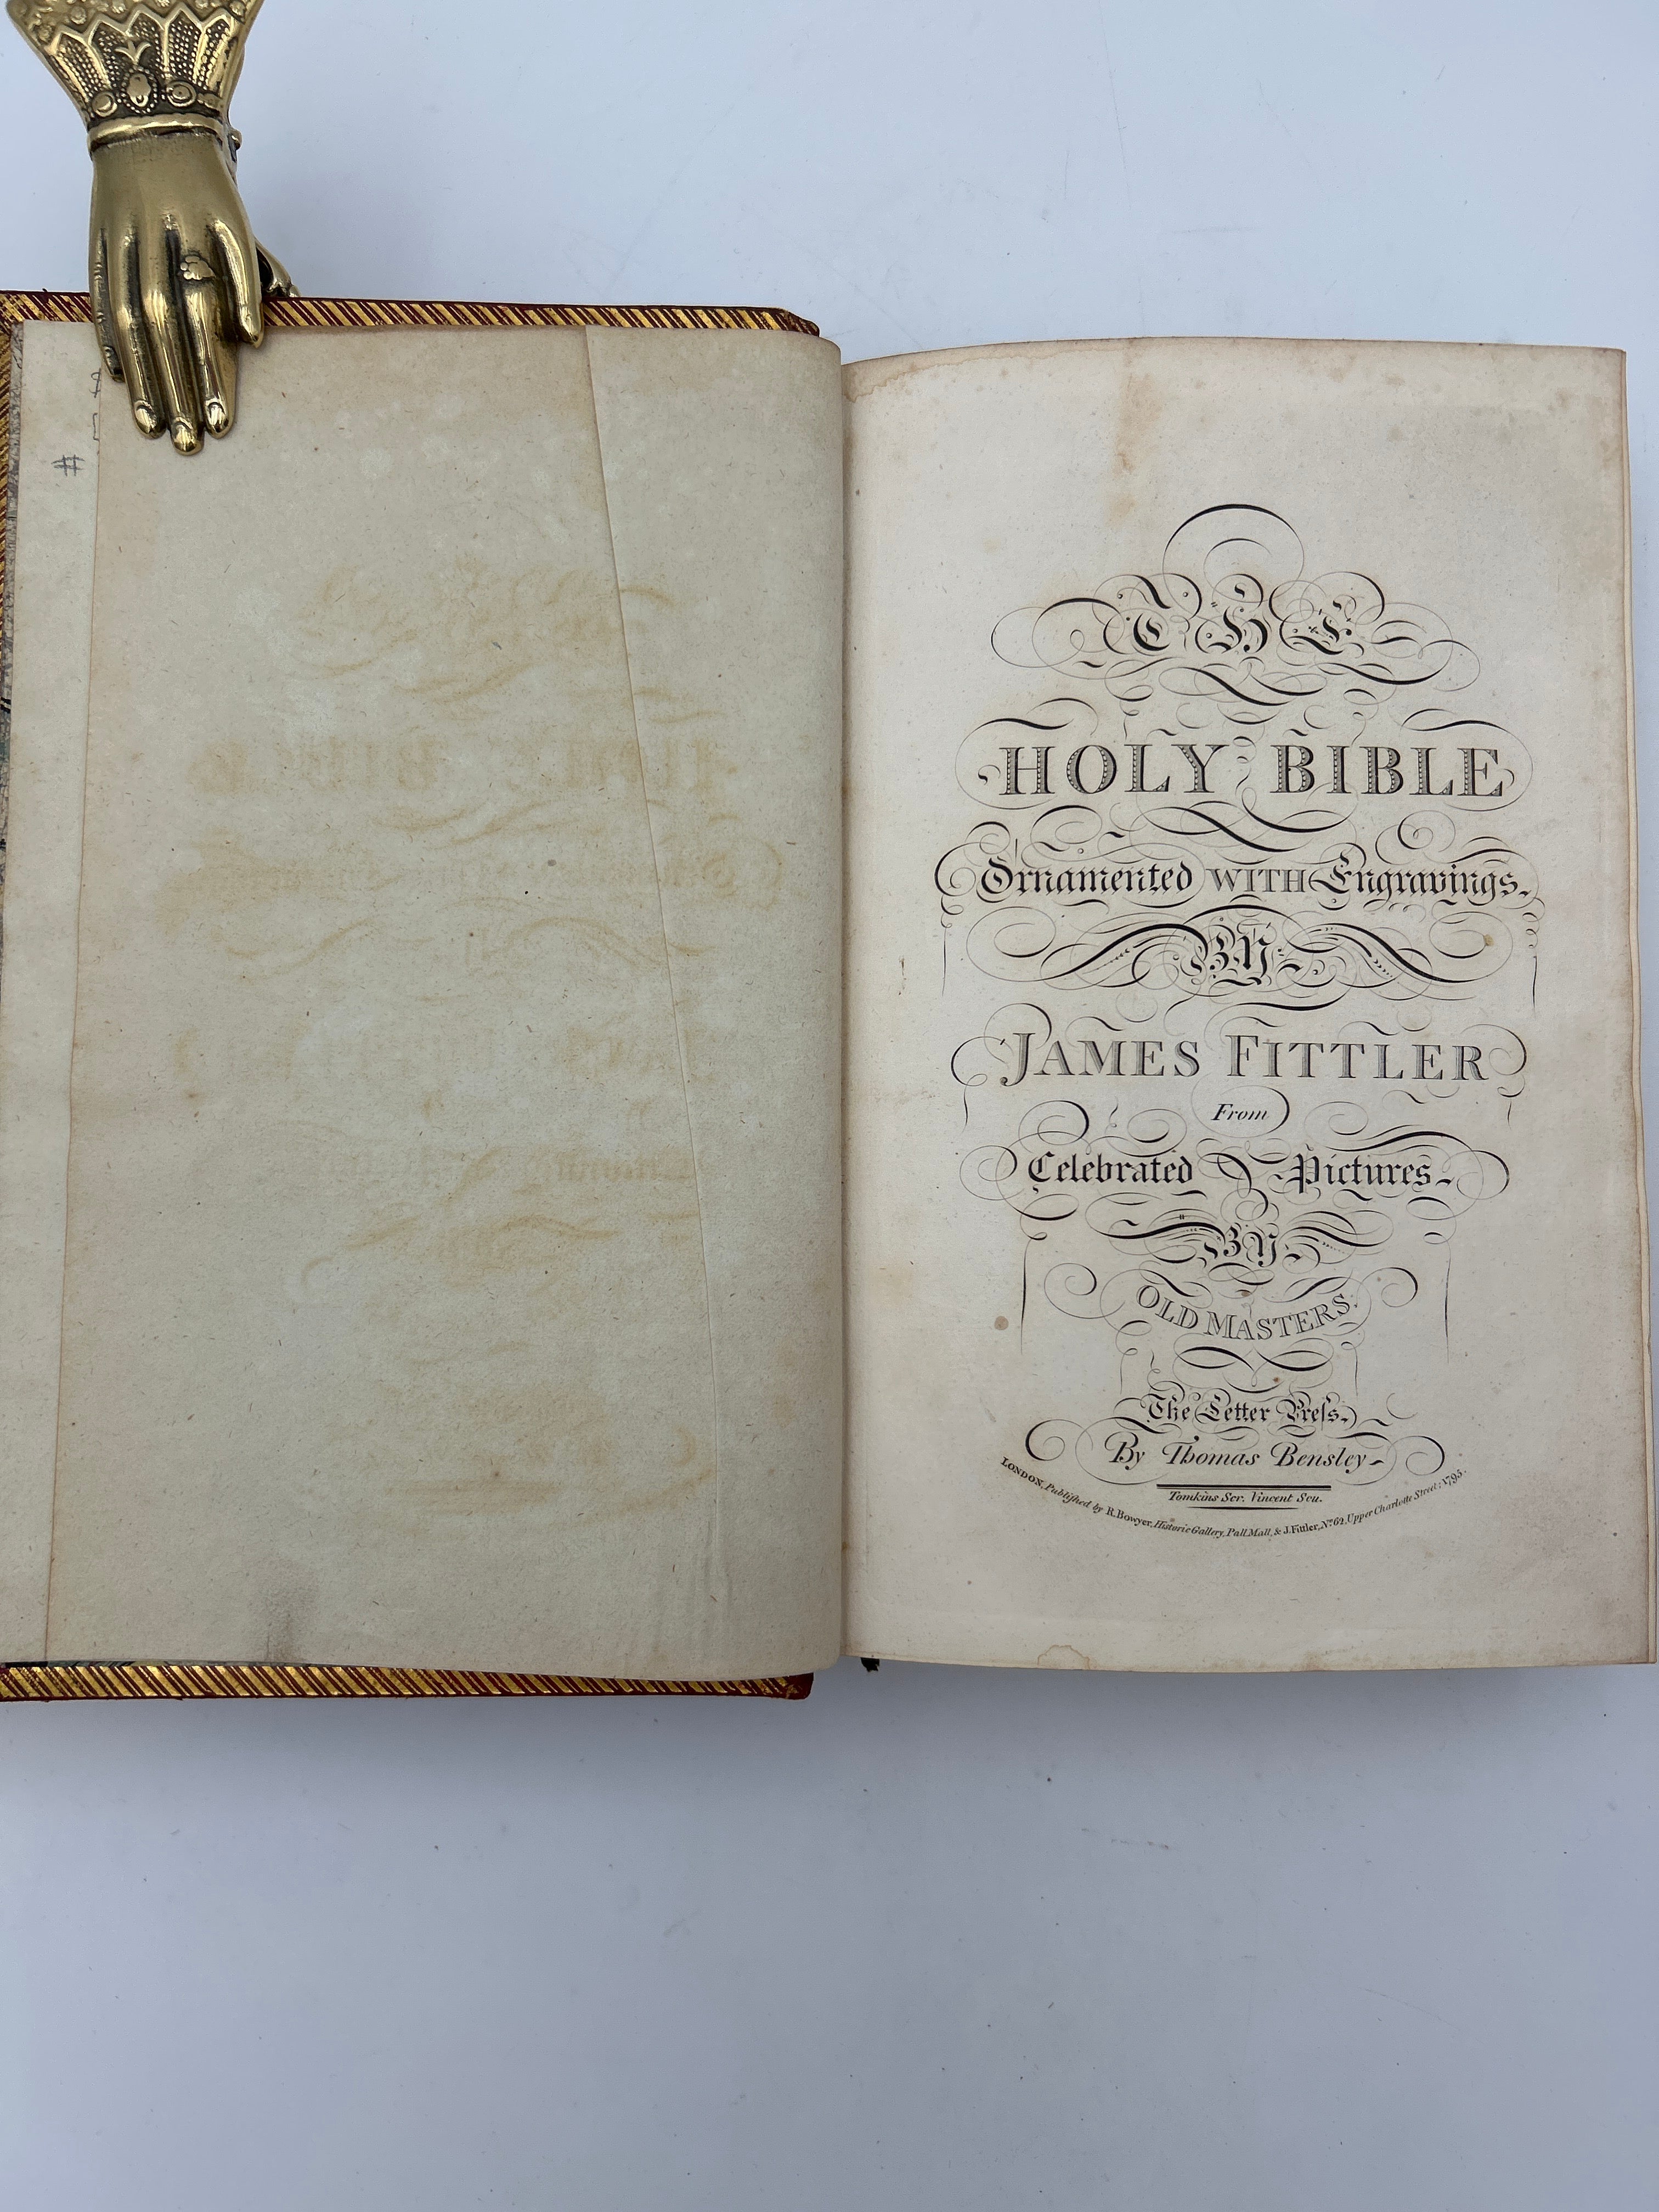 #
THE
HOLY BIBLE
Ornamented WITH Engravings,
BY
JAMES FITTLER
From
Celebrated Pictures
BY
OLD MASTERS.
The Letter Preſs,
By Thomas Bensley
Tomkins Scr. Vincent Scu.
LONDON, Publiſhed by R. Bowyer, Historic Gallery, Pall Mall, & J. Fittler, No. 62, Upper Charlotte Street; 1795.